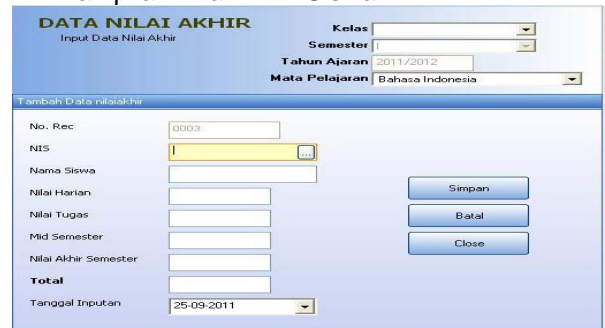 DATA NILAI AKHIR
Input Data Nilai Akhir
Kelas
Semester I
Tahun Ajaran 2011/2012
Mata Pelajaran Bahasa Indonesia
Tambah Data nilaiakhir
No. Rec 0003
NIS ...
Nama Siswa
Nilai Harian
Nilai Tugas
Mid Semester
Nilai Akhir Semester
Total
Tanggal Inputan 25-09-2011
Simpan
Batal
Close